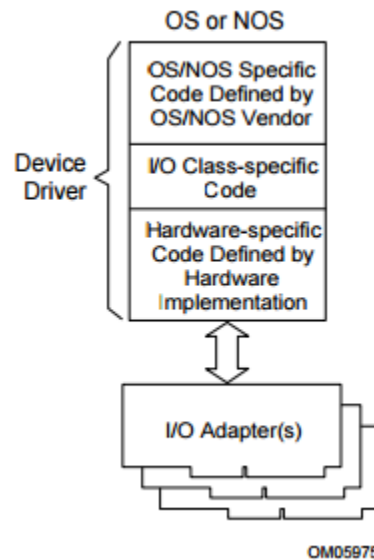 OS or NOS
OS/NOS Specific
Code Defined by
OS/NOS Vendor
Device
Driver
I/O Class-specific
Code
Hardware-specific
Code Defined by
Hardware
Implementation
I/O Adapter(s)
OM05975